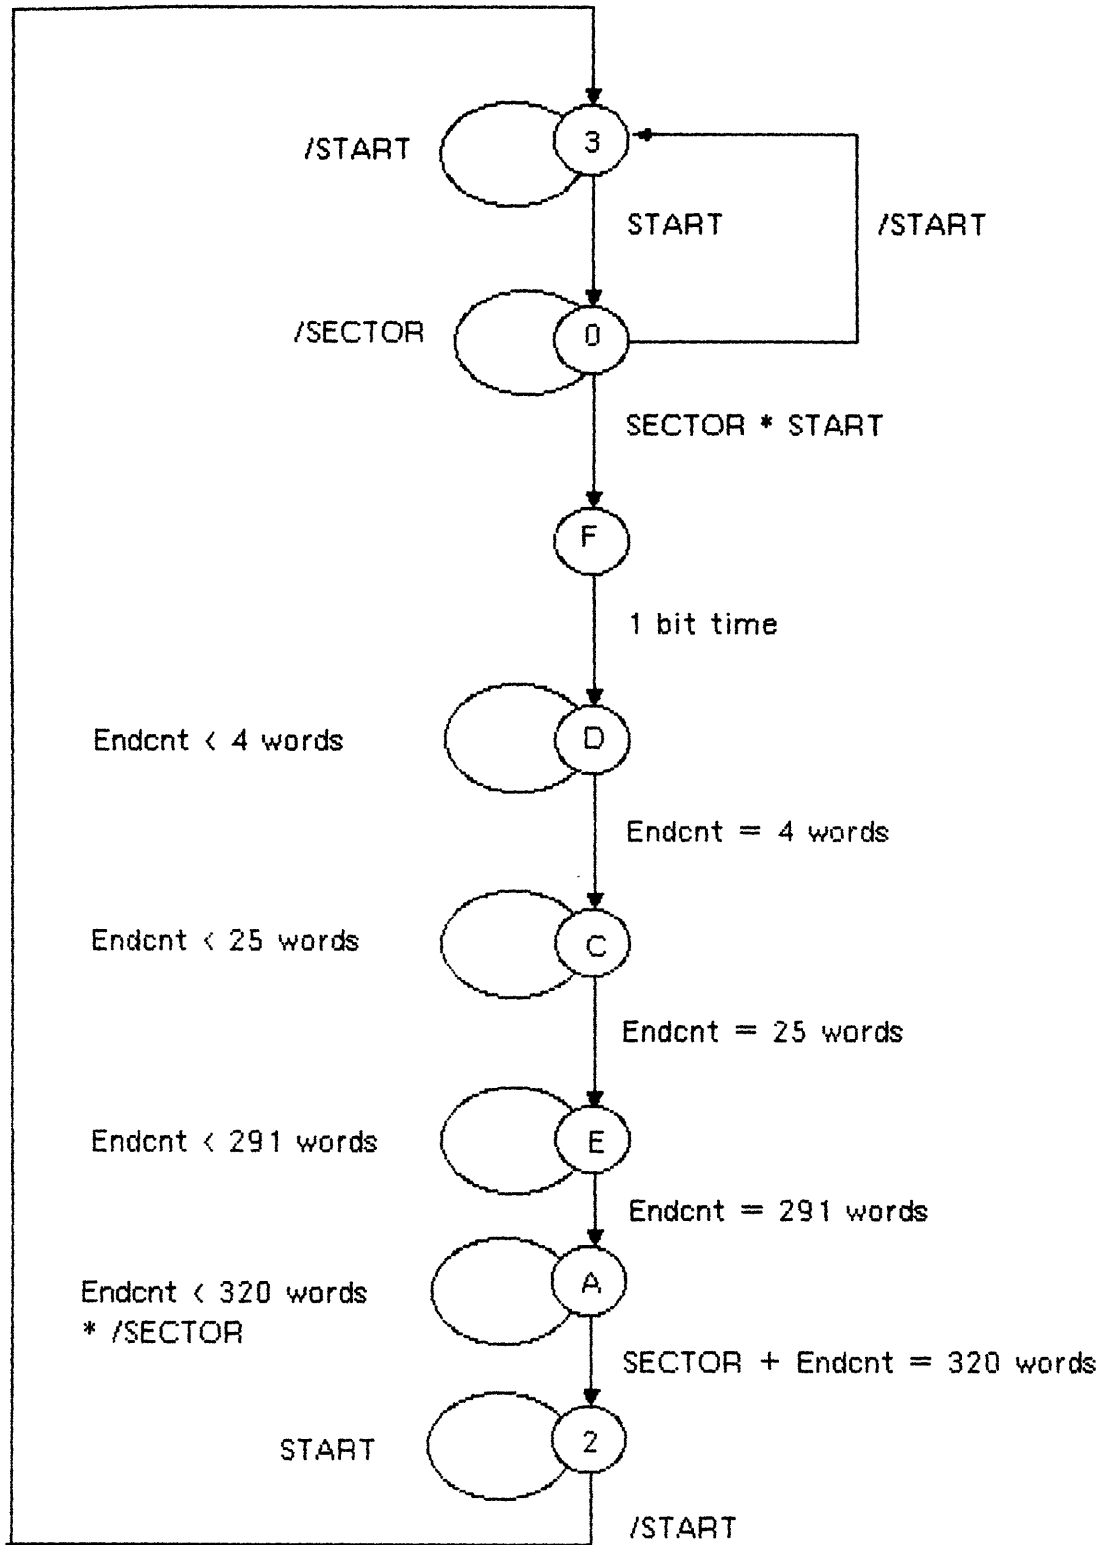 3
/START
START
/START
/SECTOR
0
SECTOR * START
F
1 bit time
D
Endcnt < 4 words
Endcnt = 4 words
C
Endcnt < 25 words
Endcnt = 25 words
E
Endcnt < 291 words
Endcnt = 291 words
A
Endcnt < 320 words
* /SECTOR
SECTOR + Endcnt = 320 words
2
START
/START